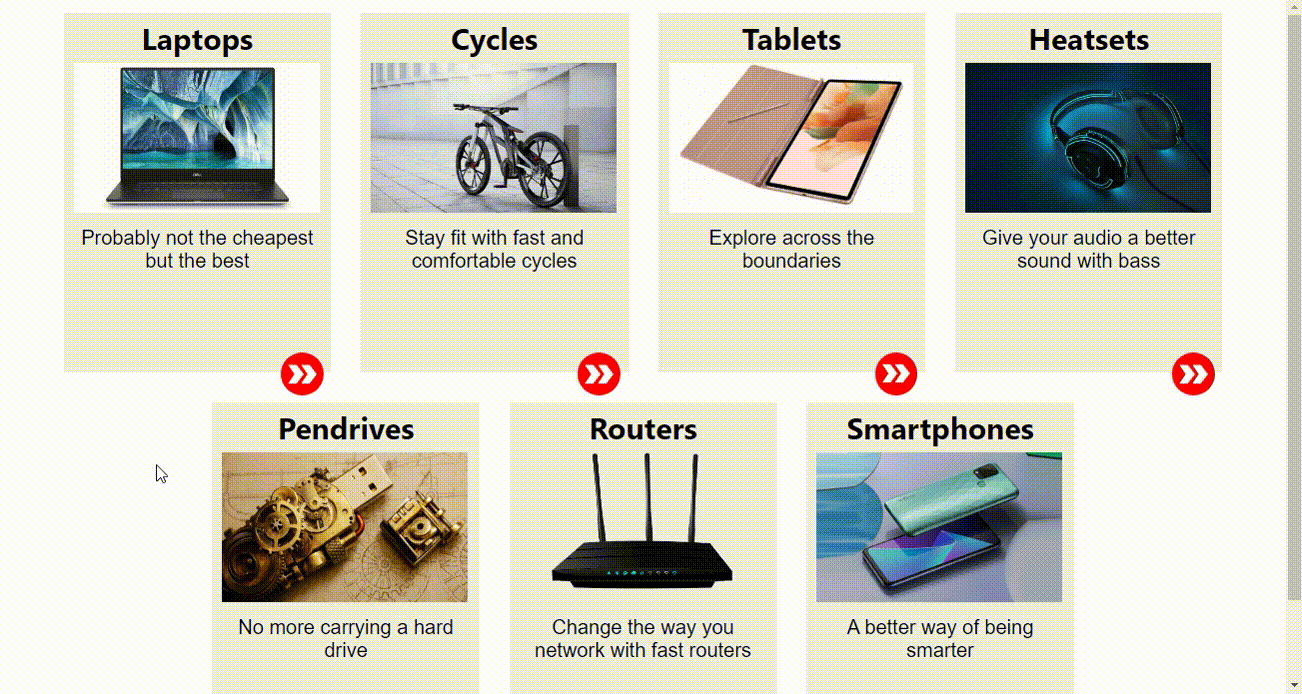 Laptops
Probably not the cheapest
but the best
Cycles
Stay fit with fast and
comfortable cycles
Tablets
Explore across the
boundaries
Heatsets
Give your audio a better
sound with bass
Pendrives
No more carrying a hard
drive
Routers
Change the way you
network with fast routers
Smartphones
A better way of being
smarter